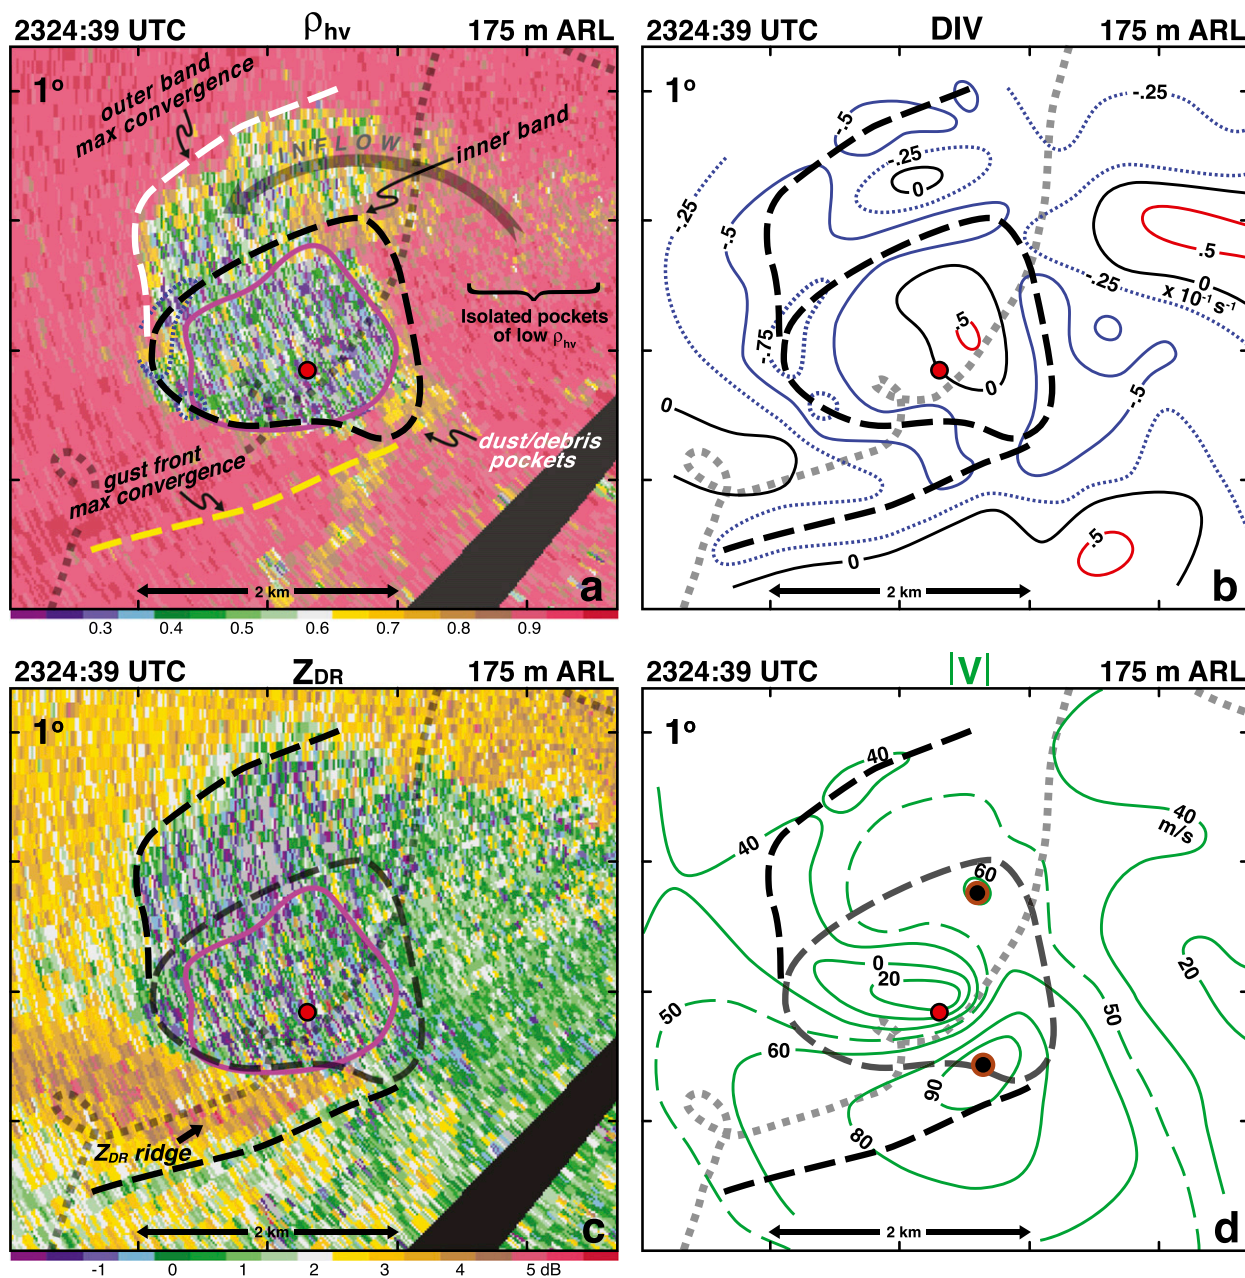 2324:39 UTC ρhv 175 m ARL
1º
outer band
max convergence
INFLOW
inner band
Isolated pockets
of low ρhv
dust/debris
pockets
gust front
max convergence
2 km
a
0.3 0.4 0.5 0.6 0.7 0.8 0.9
2324:39 UTC DIV 175 m ARL
1º
-.5
-.25
-.25
0
-.25
-.5
.5
-.25
0
x 10⁻¹ s⁻¹
.5
-.75
0
-.5
0
.5
0
2 km
b
2324:39 UTC ZDR 175 m ARL
1º
ZDR ridge
2 km
c
-1 0 1 2 3 4 5 dB
2324:39 UTC |V| 175 m ARL
1º
40
40
m/s
40
60
0
20
20
50
50
60
90
80
2 km
d